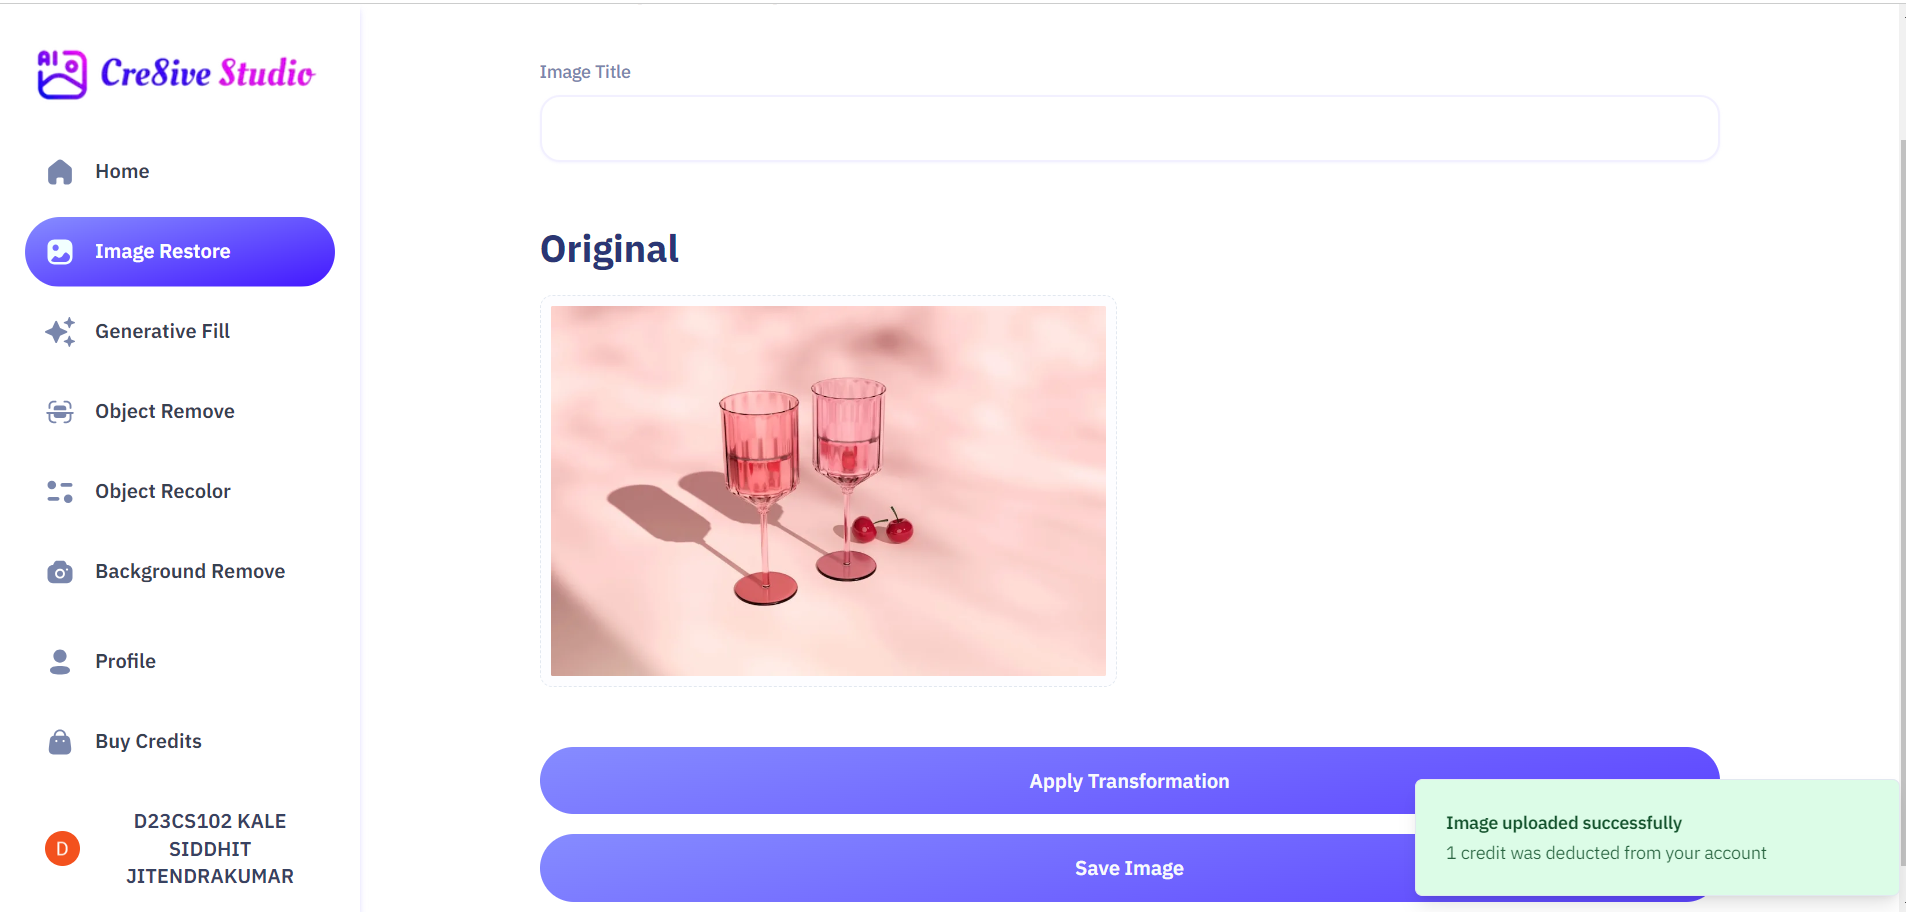 AI
Cre8ive Studio
Home
Image Restore
Generative Fill
Object Remove
Object Recolor
Background Remove
Profile
Buy Credits
D
D23CS102 KALE
SIDDHIT
JITENDRAKUMAR
Image Title
Original
Apply Transformation
Save Image
Image uploaded successfully
1 credit was deducted from your account